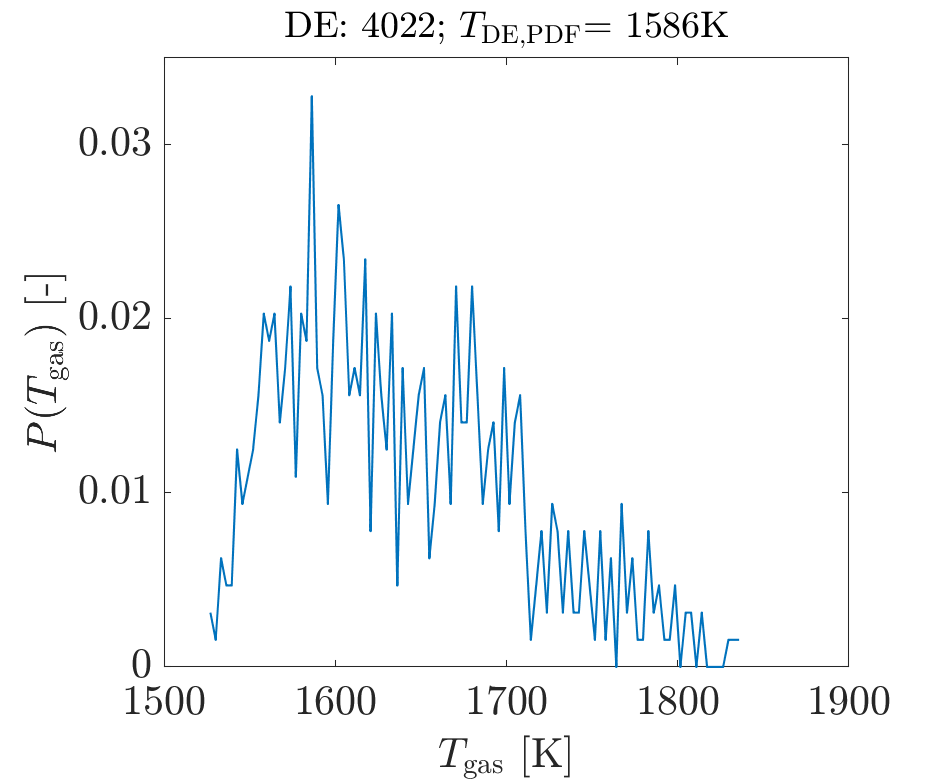 DE: 4022; T_DE,PDF= 1586K
0.03
0.02
0.01
0
P(T_gas) [-]
1500 1600 1700 1800 1900
T_gas [K]